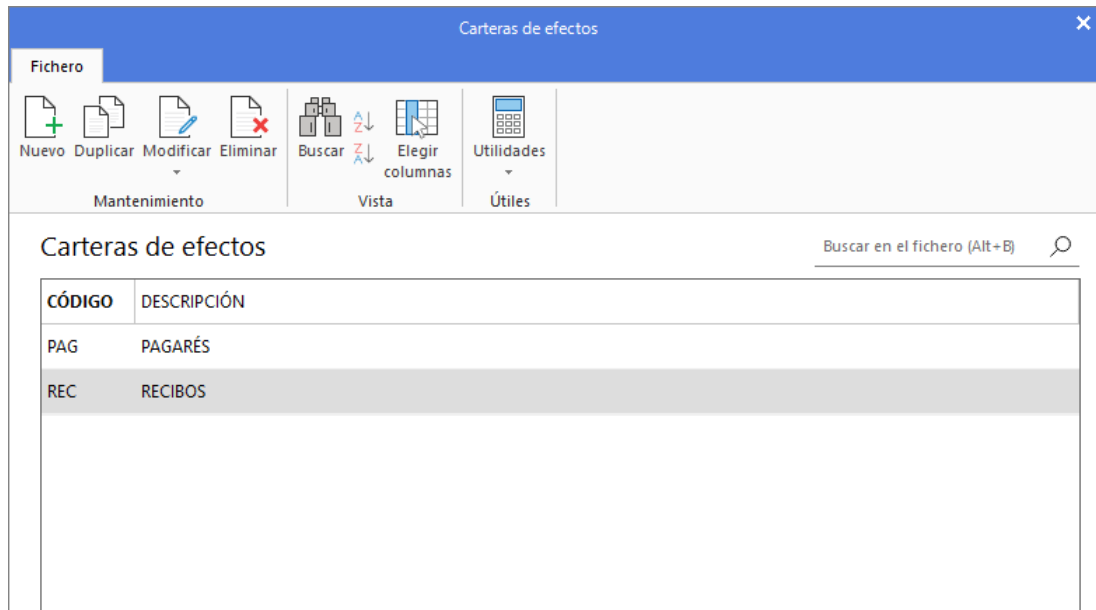 Carteras de efectos
Fichero
Nuevo Duplicar Modificar Eliminar Buscar Elegir columnas Utilidades
Mantenimiento Vista Útiles
Carteras de efectos Buscar en el fichero (Alt+B)
CÓDIGO DESCRIPCIÓN
PAG PAGARÉS
REC RECIBOS